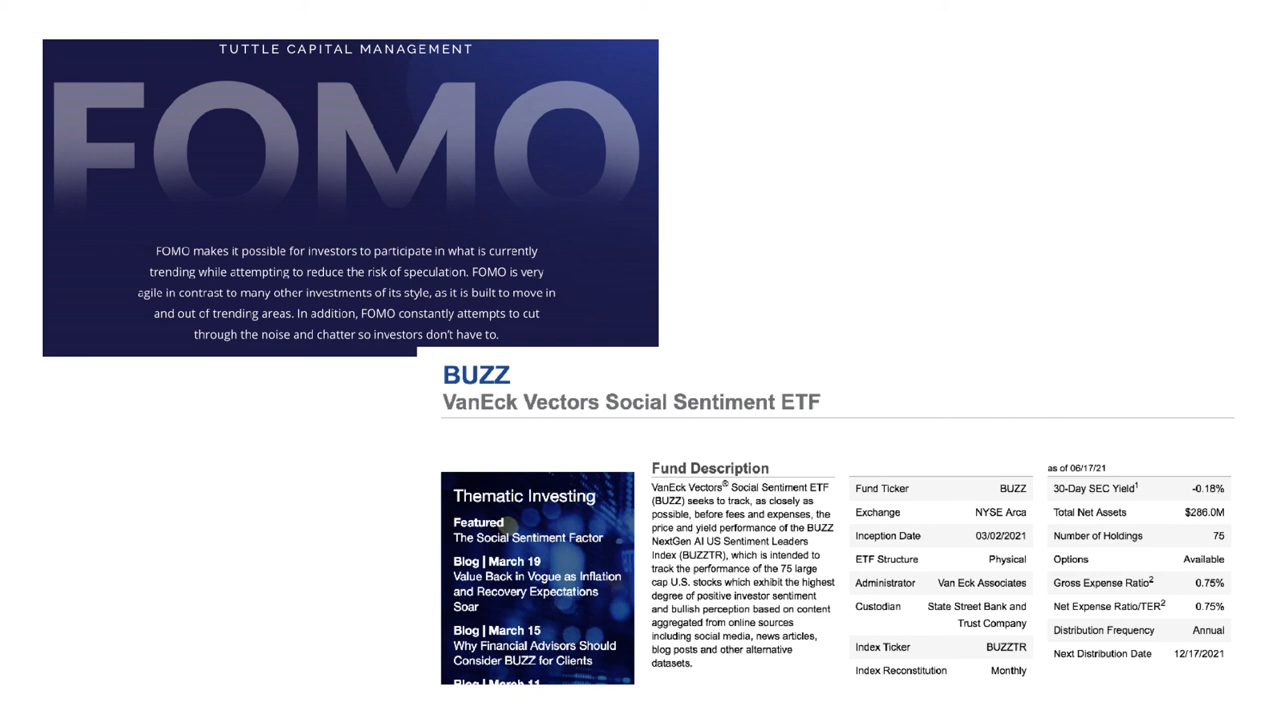 TUTTLE CAPITAL MANAGEMENT
FOMO
FOMO makes it possible for investors to participate in what is currently
trending while attempting to reduce the risk of speculation. FOMO is very
agile in contrast to many other investments of its style, as it is built to move in
and out of trending areas. In addition, FOMO constantly attempts to cut
through the noise and chatter so investors don't have to.
BUZZ
VanEck Vectors Social Sentiment ETF
Thematic Investing
Featured
The Social Sentiment Factor
Blog | March 19
Value Back in Vogue as Inflation
and Recovery Expectations
Soar
Blog | March 15
Why Financial Advisors Should
Consider BUZZ for Clients
Blog | March 11
Fund Description
VanEck Vectors® Social Sentiment ETF
(BUZZ) seeks to track, as closely as
possible, before fees and expenses, the
price and yield performance of the BUZZ
NextGen AI US Sentiment Leaders
Index (BUZZTR), which is intended to
track the performance of the 75 large
cap U.S. stocks which exhibit the highest
degree of positive investor sentiment
and bullish perception based on content
aggregated from online sources
including social media, news articles,
blog posts and other alternative
datasets.
Fund Ticker BUZZ
Exchange NYSE Arca
Inception Date 03/02/2021
ETF Structure Physical
Administrator Van Eck Associates
Custodian State Street Bank and
Trust Company
Index Ticker BUZZTR
Index Reconstitution Monthly
as of 06/17/21
30-Day SEC Yield¹ -0.18%
Total Net Assets $286.0M
Number of Holdings 75
Options Available
Gross Expense Ratio² 0.75%
Net Expense Ratio/TER² 0.75%
Distribution Frequency Annual
Next Distribution Date 12/17/2021